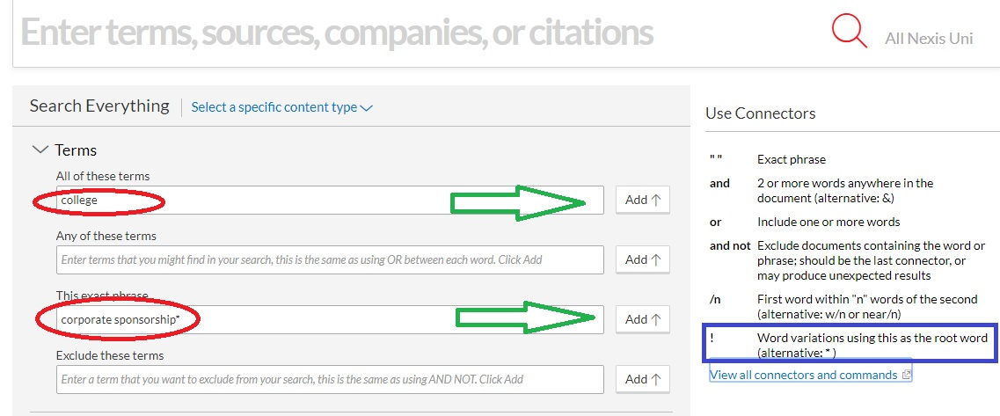 Enter terms, sources, companies, or citations
All Nexis Uni
Search Everything
Select a specific content type
Terms
All of these terms
college
Add ↑
Any of these terms
Enter terms that you might find in your search, this is the same as using OR between each word. Click Add
Add ↑
This exact phrase
corporate sponsorship*
Add ↑
Exclude these terms
Enter a term that you want to exclude from your search, this is the same as using AND NOT. Click Add
Add ↑
Use Connectors
" " Exact phrase
and 2 or more words anywhere in the
document (alternative: &)
or Include one or more words
and not Exclude documents containing the word or
phrase; should be the last connector, or
may produce unexpected results
/n First word within "n" words of the second
(alternative: w/n or near/n)
! Word variations using this as the root word
(alternative: * )
View all connectors and commands